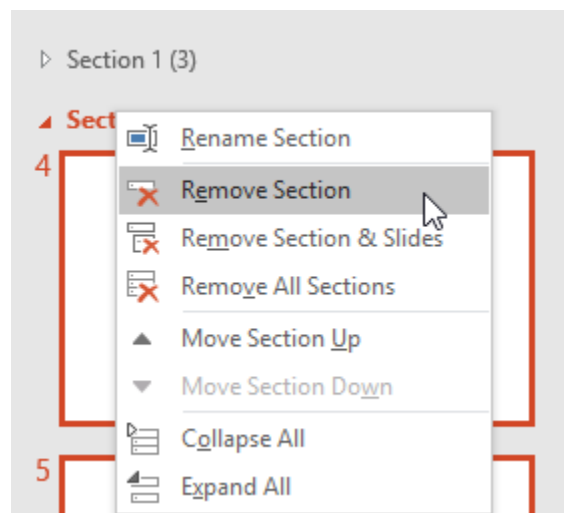 Section 1 (3)
Sect
4
Rename Section
Remove Section
Remove Section & Slides
Remove All Sections
Move Section Up
Move Section Down
Collapse All
5
Expand All